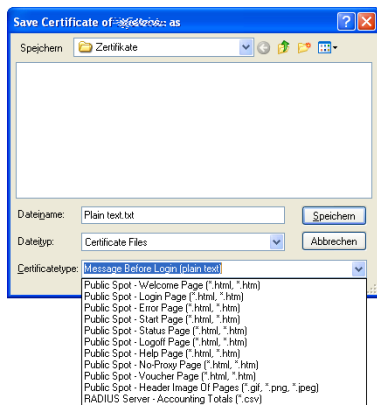 Save Certificate of as
Speichern
Zertifikate
Dateiname:
Plain text.txt
Speichern
Dateityp:
Certificate Files
Abbrechen
Certificatetype:
Message Before Login (plain text)
Public Spot - Welcome Page (*.html, *.htm)
Public Spot - Login Page (*.html, *.htm)
Public Spot - Error Page (*.html, *.htm)
Public Spot - Start Page (*.html, *.htm)
Public Spot - Status Page (*.html, *.htm)
Public Spot - Logoff Page (*.html, *.htm)
Public Spot - Help Page (*.html, *.htm)
Public Spot - No-Proxy Page (*.html, *.htm)
Public Spot - Voucher Page (*.html, *.htm)
Public Spot - Header Image Of Pages (*.gif, *.png, *.jpeg)
RADIUS Server - Accounting Totals (*.csv)